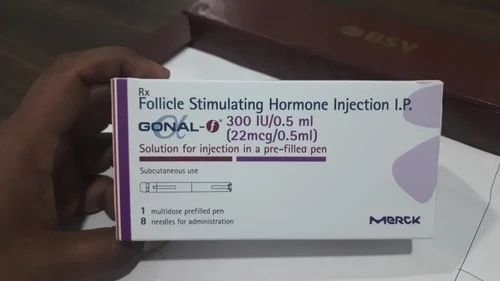 BSV
Rx
Follicle Stimulating Hormone Injection I.P.
GONAL-f® 300 IU/0.5 ml
(22mcg/0.5ml)
Solution for injection in a pre-filled pen
Subcutaneous use
1 multidose prefilled pen
8 needles for administration
MERCK